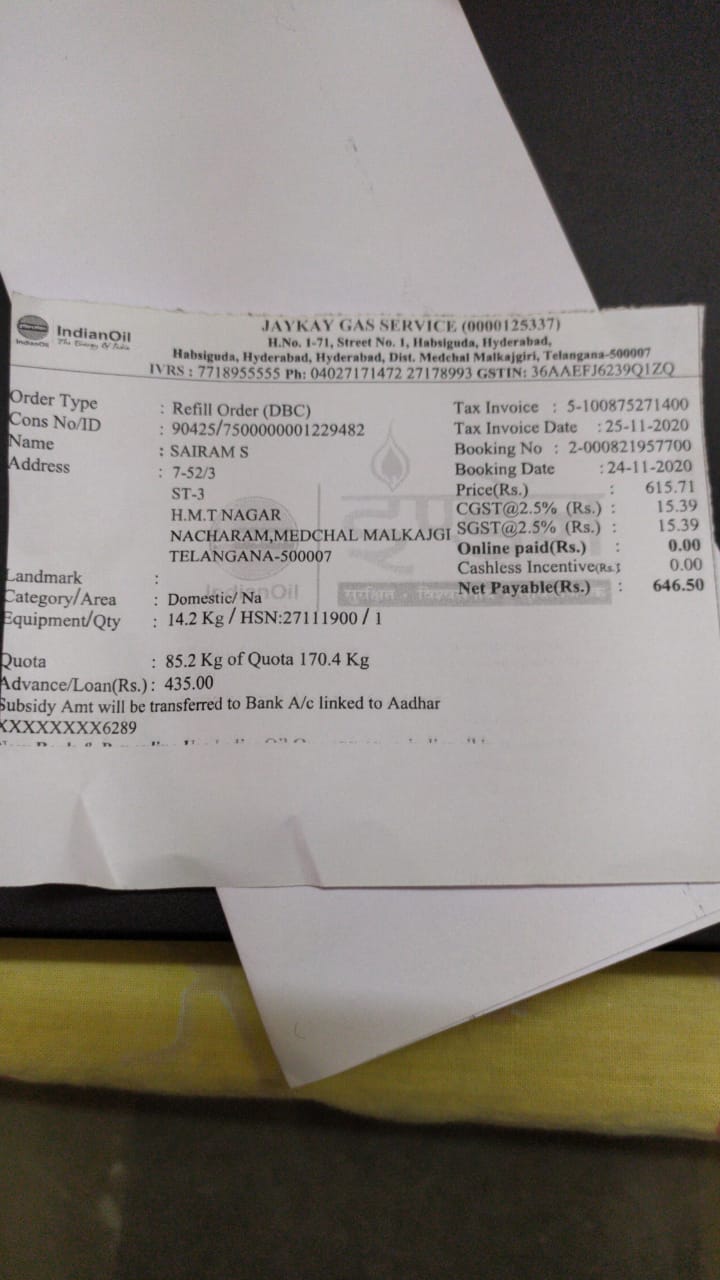 IndianOil
IndianOil
The Energy Of India
JAYKAY GAS SERVICE (0000125337)
H.No. 1-71, Street No. 1, Habsiguda, Hyderabad,
Habsiguda, Hyderabad, Hyderabad, Dist. Medchal Malkajgiri, Telangana-500007
IVRS : 7718955555 Ph: 04027171472 27178993 GSTIN: 36AAEFJ6239Q1ZQ
Order Type : Refill Order (DBC)
Cons No/ID : 90425/7500000001229482
Name : SAIRAM S
Address : 7-52/3
ST-3
H.M.T NAGAR
NACHARAM,MEDCHAL MALKAJGI
TELANGANA-500007
Landmark :
Category/Area : Domestic/ Na
Equipment/Qty : 14.2 Kg / HSN:27111900 / 1
Quota : 85.2 Kg of Quota 170.4 Kg
Advance/Loan(Rs.) : 435.00
Subsidy Amt will be transferred to Bank A/c linked to Aadhar
XXXXXXXX6289
Tax Invoice : 5-100875271400
Tax Invoice Date : 25-11-2020
Booking No : 2-000821957700
Booking Date : 24-11-2020
Price(Rs.) : 615.71
CGST@2.5% (Rs.) : 15.39
SGST@2.5% (Rs.) : 15.39
Online paid(Rs.) : 0.00
Cashless Incentive(Rs.) : 0.00
Net Payable(Rs.) : 646.50
IndianOil
सुरक्षित